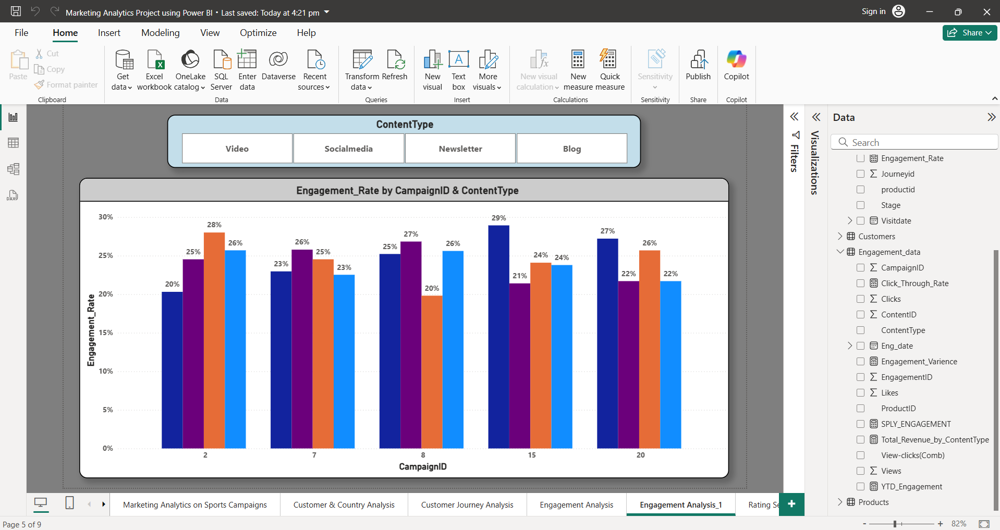 Marketing Analytics Project using Power BI • Last saved: Today at 4:21 pm
Sign in
File Home Insert Modeling View Optimize Help
Share
Paste
Cut
Copy
Format painter
Clipboard
Get data
Excel workbook
OneLake catalog
SQL Server
Enter data
Dataverse
Recent sources
Data
Transform data
Refresh
Queries
New visual
Text box
More visuals
Insert
New visual calculation
New measure
Quick measure
Calculations
Sensitivity
Sensitivity
Publish
Share
Copilot
Copilot
ContentType
Video Socialmedia Newsletter Blog
Engagement_Rate by CampaignID & ContentType
Engagement_Rate
30%
25%
20%
15%
10%
5%
0%
20% 25% 28% 26%
23% 26% 25% 23%
25% 27% 20% 26%
29% 21% 24% 24%
27% 22% 26% 22%
2 7 8 15 20
CampaignID
Filters
Visualizations
Data
Search
Engagement_Rate
Journeyid
productid
Stage
Visitdate
Customers
Engagement_data
CampaignID
Click_Through_Rate
Clicks
ContentID
ContentType
Eng_date
Engagement_Varience
EngagementID
Likes
ProductID
SPLY_ENGAGEMENT
Total_Revenue_by_ContentType
View-clicks(Comb)
Views
YTD_Engagement
Products
Marketing Analytics on Sports Campaigns
Customer & Country Analysis
Customer Journey Analysis
Engagement Analysis
Engagement Analysis_1
Rating
Page 5 of 9
- + 82%